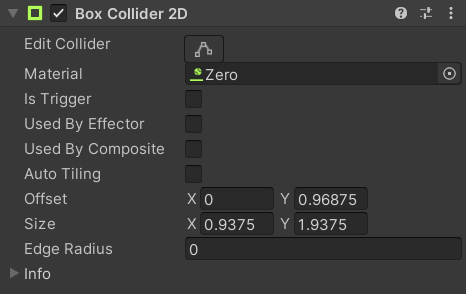 Box Collider 2D
Edit Collider
Material Zero
Is Trigger
Used By Effector
Used By Composite
Auto Tiling
Offset X 0 Y 0.96875
Size X 0.9375 Y 1.9375
Edge Radius 0
Info